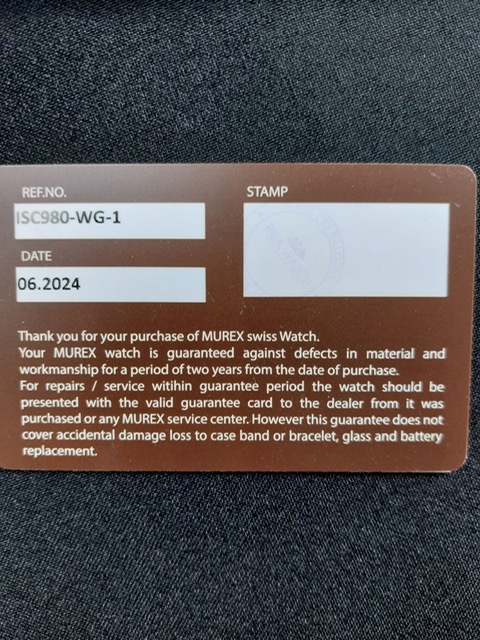 REF.NO.
ISC980-WG-1
STAMP
DATE
06.2024
Thank you for your purchase of MUREX swiss Watch.
Your MUREX watch is guaranteed against defects in material and
workmanship for a period of two years from the date of purchase.
For repairs / service witihin guarantee period the watch should be
presented with the valid guarantee card to the dealer from it was
purchased or any MUREX service center. However this guarantee does not
cover accidental damage loss to case band or bracelet, glass and battery
replacement.